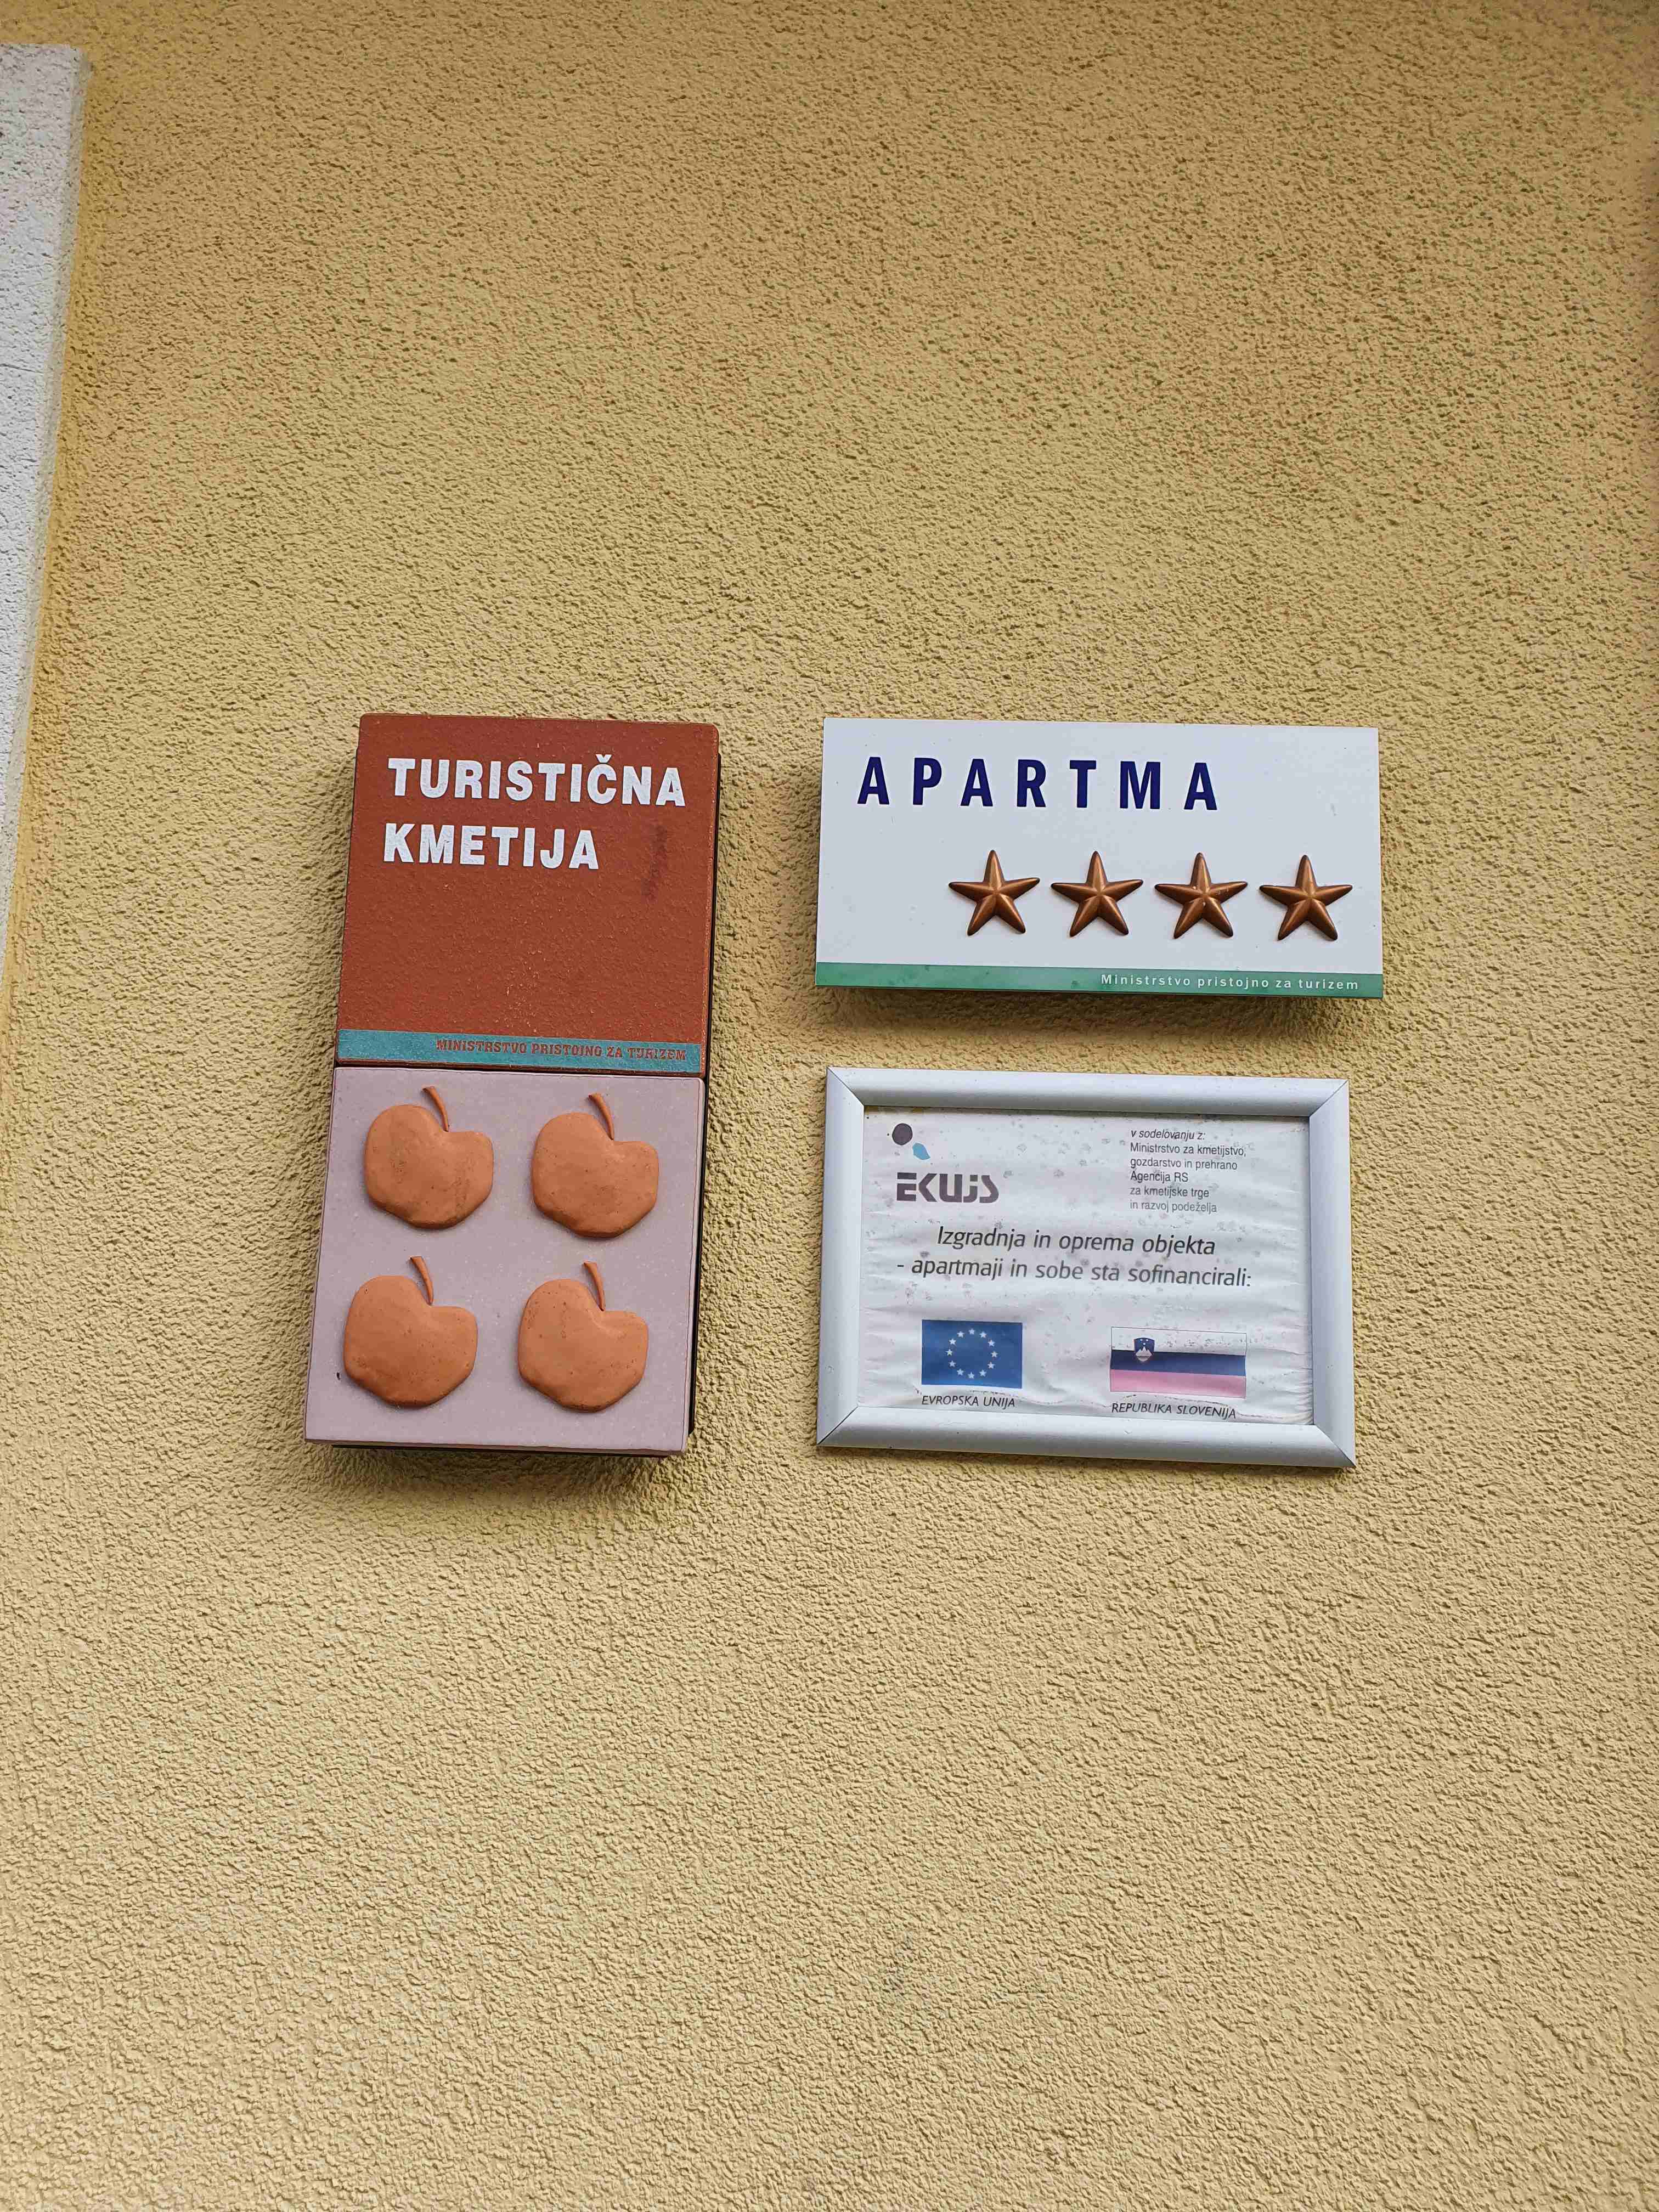 TURISTIČNA
KMETIJA
MINISTRSTVO PRISTOJNO ZA TURIZEM
APARTMA
Ministrstvo pristojno za turizem
EKUJS
v sodelovanju z:
Ministrstvo za kmetijstvo,
gozdarstvo in prehrano
Agencija RS
za kmetijske trge
in razvoj podeželja
Izgradnja in oprema objekta
- apartmaji in sobe sta sofinancirali:
EVROPSKA UNIJA
REPUBLIKA SLOVENIJA